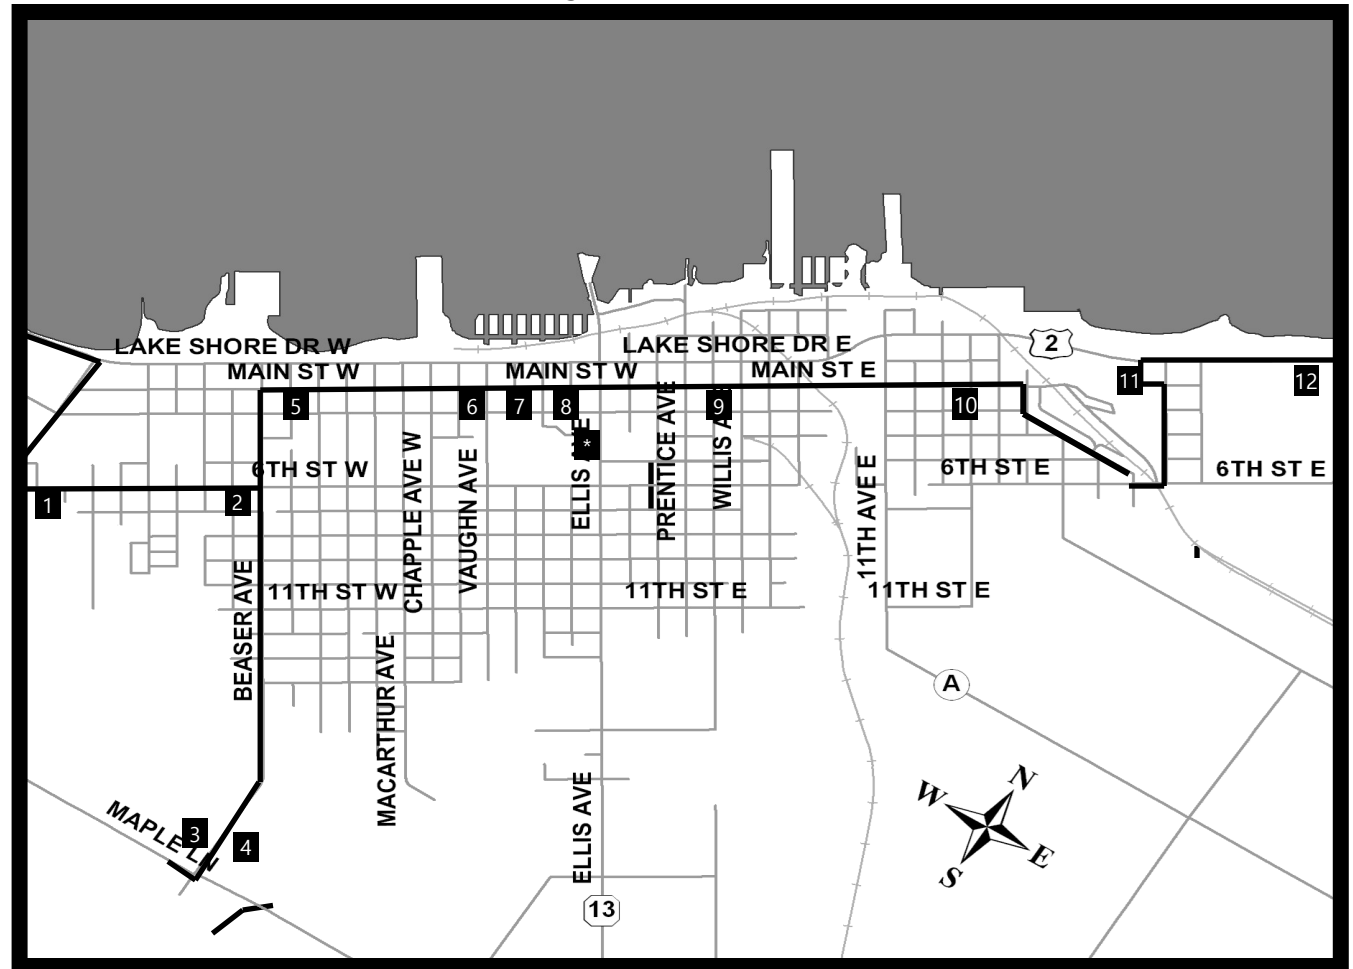 LAKE SHORE DR W
LAKE SHORE DR E
2
MAIN ST W
MAIN ST W
MAIN ST E
11
12
5
6
7
8
9
10
*
6TH ST W
6TH ST E
6TH ST E
1
2
CHAPPLE AVE W
VAUGHN AVE
ELLIS AVE
PRENTICE AVE
WILLIS A
11TH AVE E
BEASER AVE
11TH ST W
11TH ST E
11TH ST E
MACARTHUR AVE
A
MAPLE LN
3
4
ELLIS AVE
13
N
W
E
S